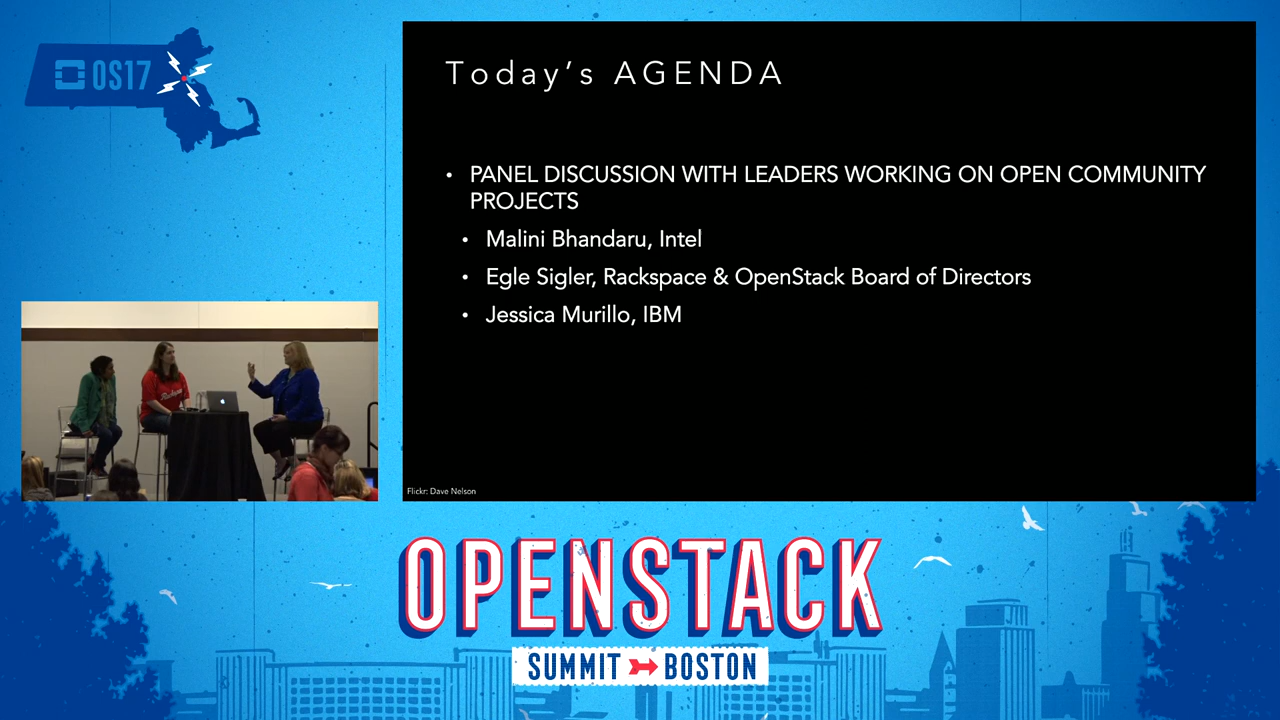 OS17
Today's AGENDA
• PANEL DISCUSSION WITH LEADERS WORKING ON OPEN COMMUNITY
PROJECTS
• Malini Bhandaru, Intel
• Egle Sigler, Rackspace & OpenStack Board of Directors
• Jessica Murillo, IBM
Flickr: Dave Nelson
OPENSTACK
SUMMIT BOSTON